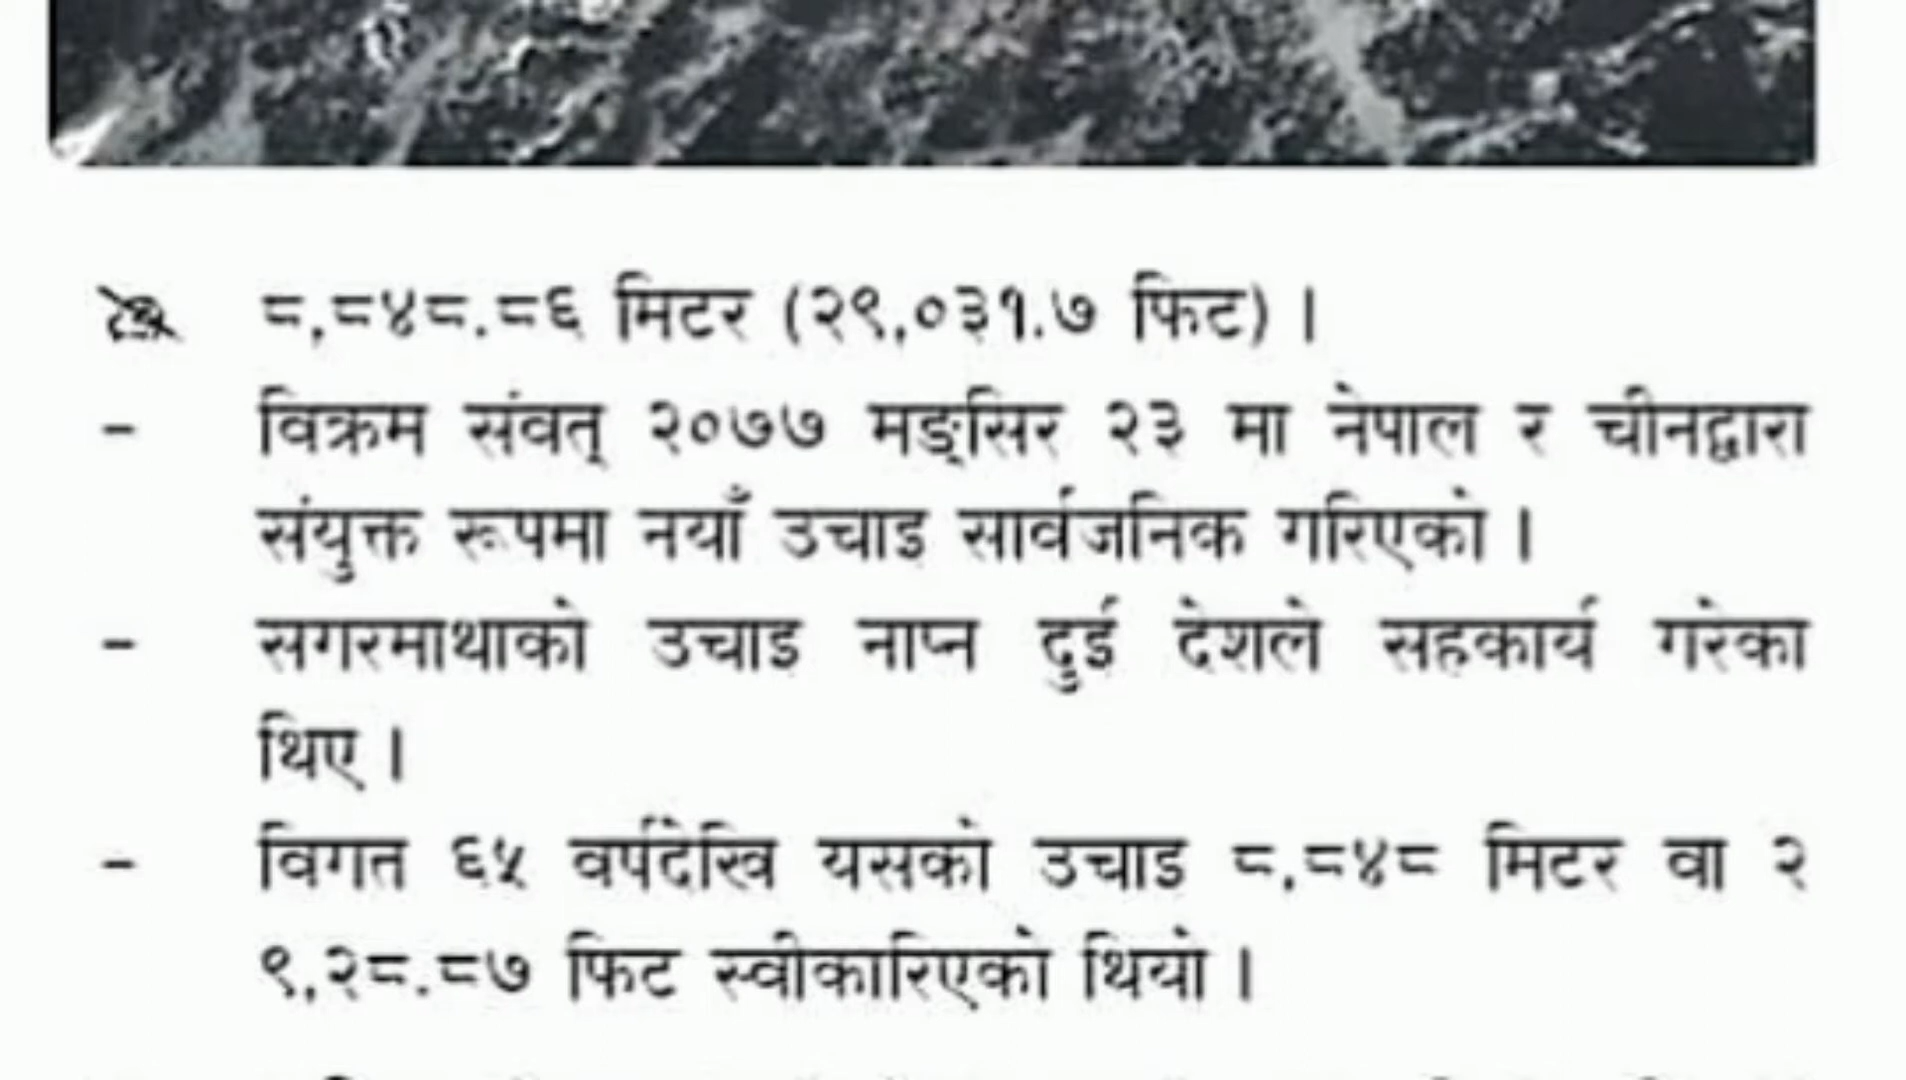 ८,८४८.८६ मिटर (२९,०३१.७ फिट) ।
- विक्रम संवत् २०७७ मङ्सिर २३ मा नेपाल र चीनद्वारा
संयुक्त रूपमा नयाँ उचाइ सार्वजनिक गरिएको ।
- सगरमाथाको उचाइ नाप्न दुई देशले सहकार्य गरेका
थिए ।
- विगत ६५ वर्षदेखि यसको उचाइ ८,८४८ मिटर वा २
९,२८.८७ फिट स्वीकारिएको थियो ।